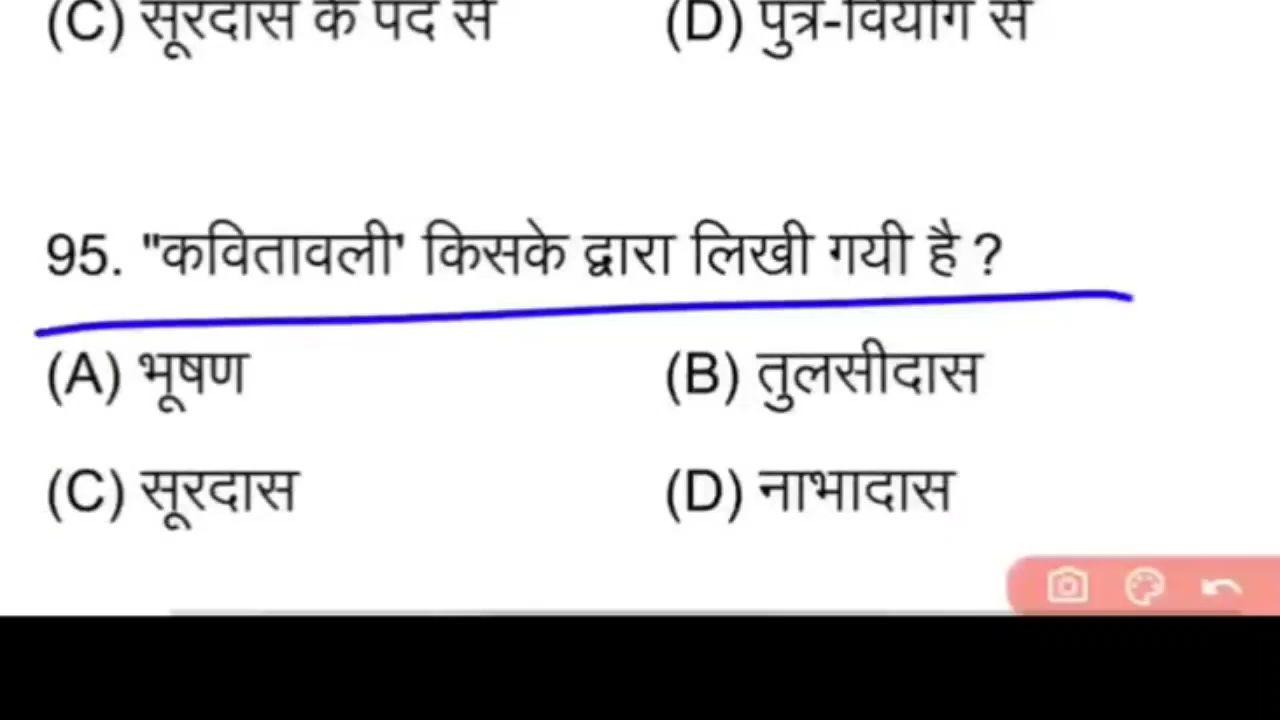 (C) सूरदास के पद से (D) पुत्र-वियोग से
95. "कवितावली' किसके द्वारा लिखी गयी है ?
(A) भूषण (B) तुलसीदास
(C) सूरदास (D) नाभादास